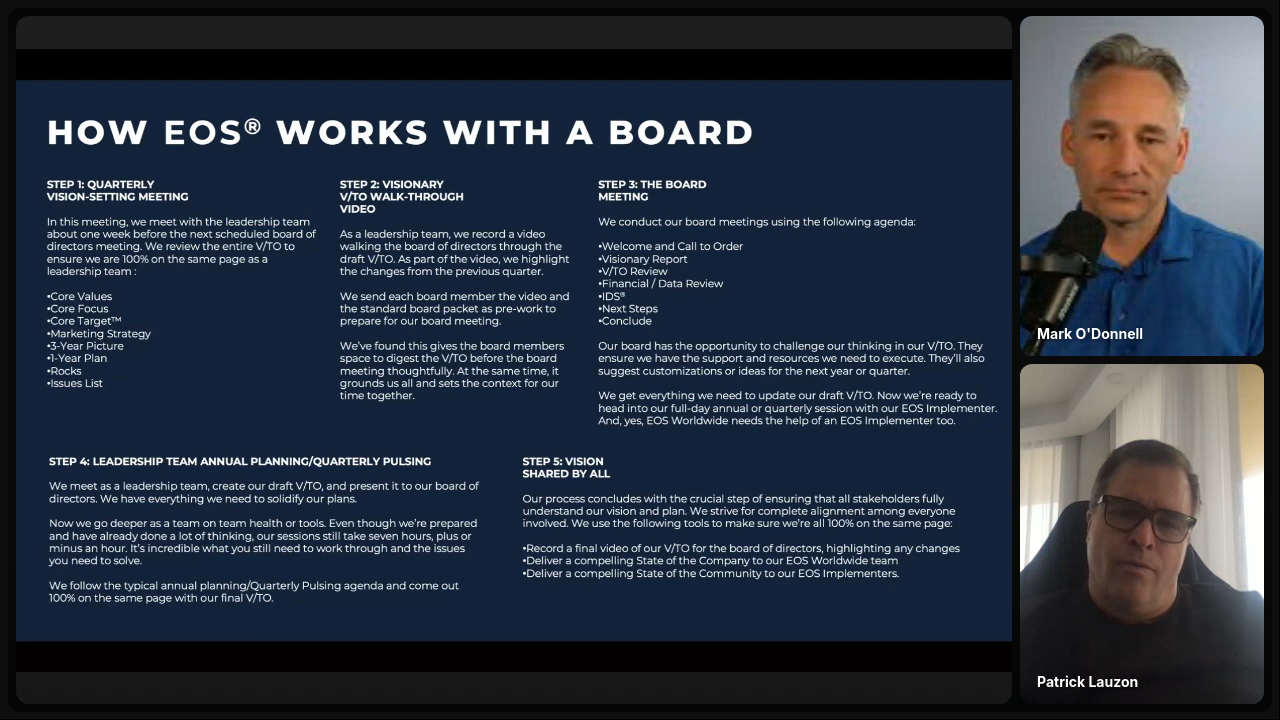 HOW EOS® WORKS WITH A BOARD
STEP 1: QUARTERLY
VISION-SETTING MEETING
In this meeting, we meet with the leadership team
about one week before the next scheduled board of
directors meeting. We review the entire V/TO to
ensure we are 100% on the same page as a
leadership team :
•Core Values
•Core Focus
•Core Target™
•Marketing Strategy
•3-Year Picture
•1-Year Plan
•Rocks
•Issues List
STEP 2: VISIONARY
V/TO WALK-THROUGH
VIDEO
As a leadership team, we record a video
walking the board of directors through the
draft V/TO. As part of the video, we highlight
the changes from the previous quarter.
We send each board member the video and
the standard board packet as pre-work to
prepare for our board meeting.
We've found this gives the board members
space to digest the V/TO before the board
meeting thoughtfully. At the same time, it
grounds us all and sets the context for our
time together.
STEP 3: THE BOARD
MEETING
We conduct our board meetings using the following agenda:
•Welcome and Call to Order
•Visionary Report
•V/TO Review
•Financial / Data Review
•IDS®
•Next Steps
•Conclude
Our board has the opportunity to challenge our thinking in our V/TO. They
ensure we have the support and resources we need to execute. They'll also
suggest customizations or ideas for the next year or quarter.
We get everything we need to update our draft V/TO. Now we're ready to
head into our full-day annual or quarterly session with our EOS Implementer.
And, yes, EOS Worldwide needs the help of an EOS Implementer too.
STEP 4: LEADERSHIP TEAM ANNUAL PLANNING/QUARTERLY PULSING
We meet as a leadership team, create our draft V/TO, and present it to our board of
directors. We have everything we need to solidify our plans.
Now we go deeper as a team on team health or tools. Even though we're prepared
and have already done a lot of thinking, our sessions still take seven hours, plus or
minus an hour. It's incredible what you still need to work through and the issues
you need to solve.
We follow the typical annual planning/Quarterly Pulsing agenda and come out
100% on the same page with our final V/TO.
STEP 5: VISION
SHARED BY ALL
Our process concludes with the crucial step of ensuring that all stakeholders fully
understand our vision and plan. We strive for complete alignment among everyone
involved. We use the following tools to make sure we're all 100% on the same page:
•Record a final video of our V/TO for the board of directors, highlighting any changes
•Deliver a compelling State of the Company to our EOS Worldwide team
•Deliver a compelling State of the Community to our EOS Implementers.
Mark O'Donnell
Patrick Lauzon